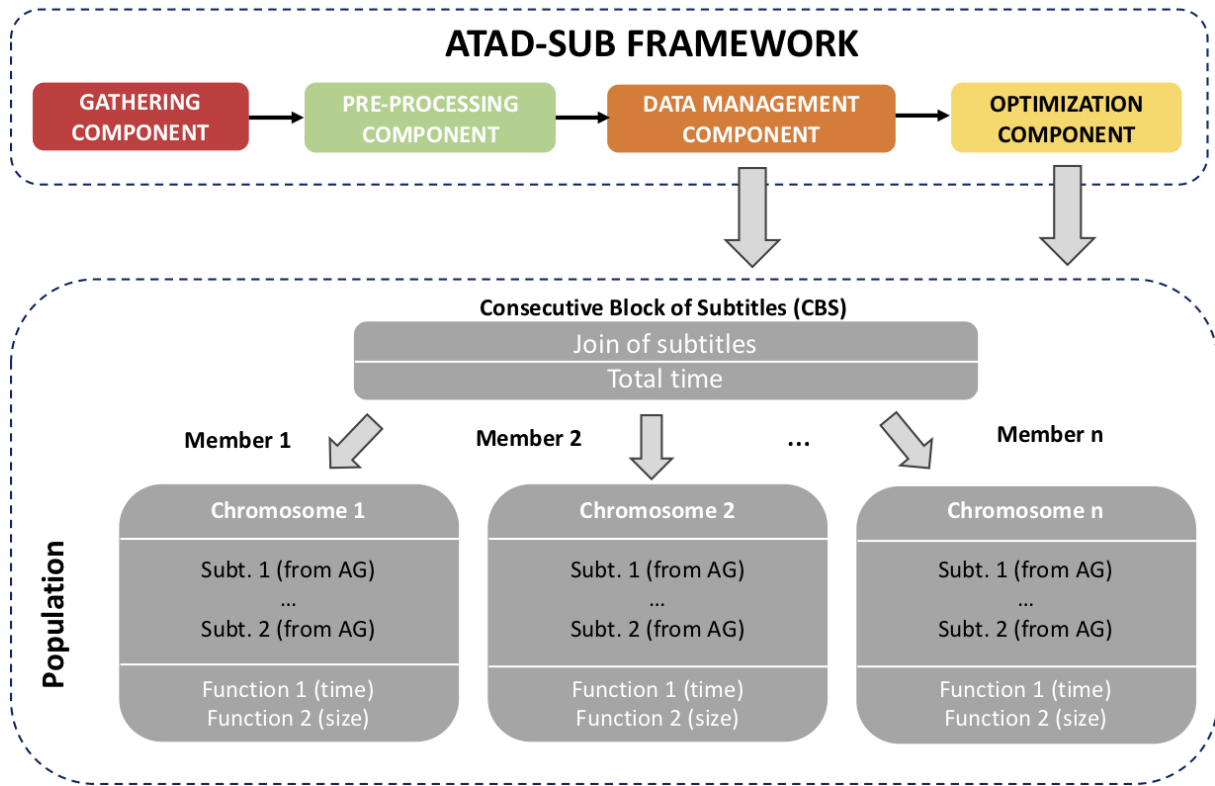 ATAD-SUB FRAMEWORK
GATHERING
COMPONENT
PRE-PROCESSING
COMPONENT
DATA MANAGEMENT
COMPONENT
OPTIMIZATION
COMPONENT
Consecutive Block of Subtitles (CBS)
Join of subtitles
Total time
Member 1
Member 2
...
Member n
Population
Chromosome 1
Subt. 1 (from AG)
...
Subt. 2 (from AG)
Function 1 (time)
Function 2 (size)
Chromosome 2
Subt. 1 (from AG)
...
Subt. 2 (from AG)
Function 1 (time)
Function 2 (size)
Chromosome n
Subt. 1 (from AG)
...
Subt. 2 (from AG)
Function 1 (time)
Function 2 (size)